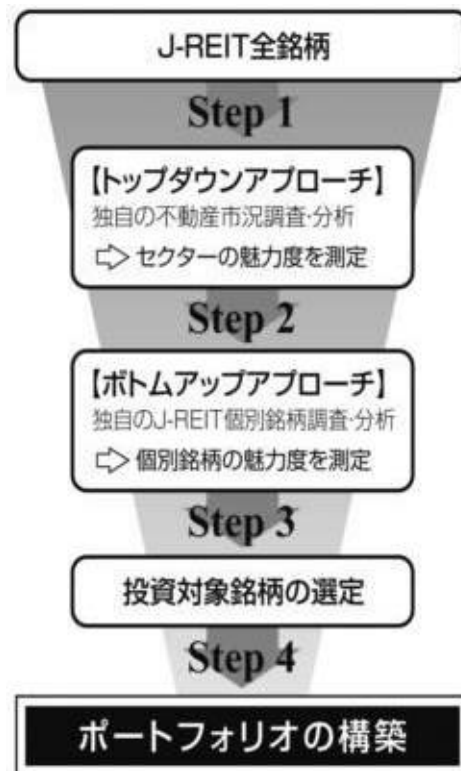 J-REIT全銘柄
Step 1
【トップダウンアプローチ】
独自の不動産市況調査・分析
⇨ セクターの魅力度を測定
Step 2
【ボトムアップアプローチ】
独自のJ-REIT個別銘柄調査・分析
⇨ 個別銘柄の魅力度を測定
Step 3
投資対象銘柄の選定
Step 4
ポートフォリオの構築